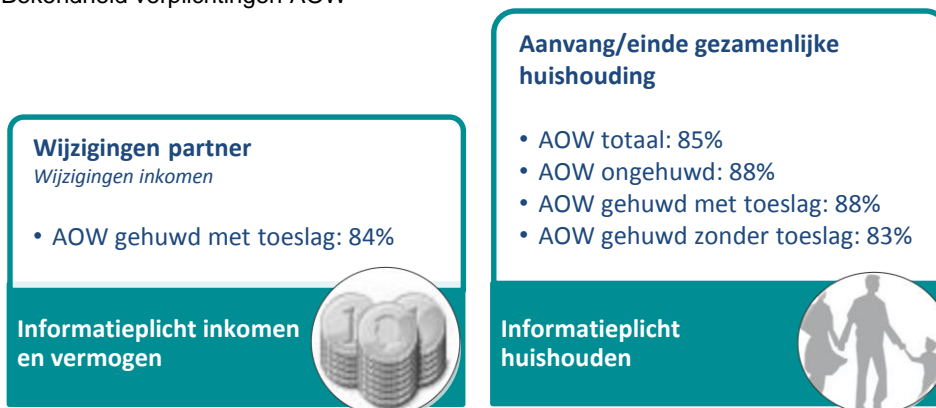 Bekendheid verplichtingen AOW
Wijzigingen partner
Wijzigingen inkomen
• AOW gehuwd met toeslag: 84%
Informatieplicht inkomen
en vermogen
Aanvang/einde gezamenlijke
huishouding
• AOW totaal: 85%
• AOW ongehuwd: 88%
• AOW gehuwd met toeslag: 88%
• AOW gehuwd zonder toeslag: 83%
Informatieplicht
huishouden